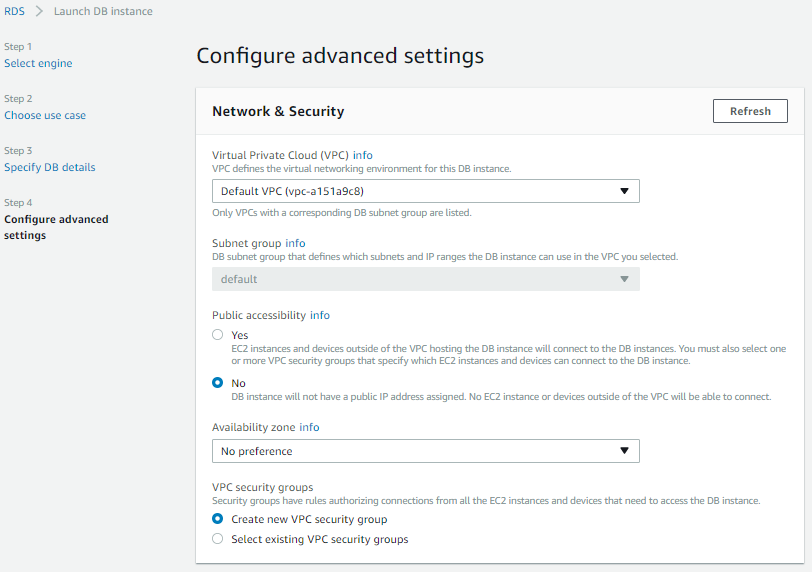 RDS > Launch DB instance
Step 1
Select engine
Step 2
Choose use case
Step 3
Specify DB details
Step 4
Configure advanced
settings
Configure advanced settings
Network & Security
Refresh
Virtual Private Cloud (VPC) info
VPC defines the virtual networking environment for this DB instance.
Default VPC (vpc-a151a9c8)
Only VPCs with a corresponding DB subnet group are listed.
Subnet group info
DB subnet group that defines which subnets and IP ranges the DB instance can use in the VPC you selected.
default
Public accessibility info
Yes
EC2 instances and devices outside of the VPC hosting the DB instance will connect to the DB instances. You must also select one
or more VPC security groups that specify which EC2 instances and devices can connect to the DB instance.
No
DB instance will not have a public IP address assigned. No EC2 instance or devices outside of the VPC will be able to connect.
Availability zone info
No preference
VPC security groups
Security groups have rules authorizing connections from all the EC2 instances and devices that need to access the DB instance.
Create new VPC security group
Select existing VPC security groups